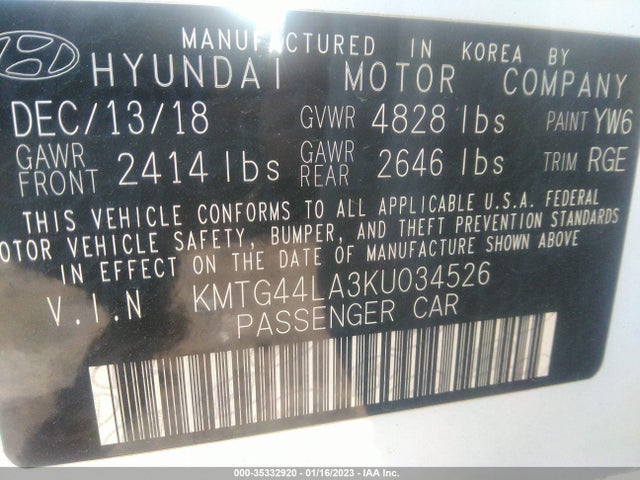 MANUFACTURED IN KOREA BY
HYUNDAI MOTOR COMPANY
DEC/13/18 GVWR 4828 lbs PAINT YW6
GAWR FRONT 2414 lbs GAWR REAR 2646 lbs TRIM RGE
THIS VEHICLE CONFORMS TO ALL APPLICABLE U.S.A. FEDERAL
MOTOR VEHICLE SAFETY, BUMPER, AND THEFT PREVENTION STANDARDS
IN EFFECT ON THE DATE OF MANUFACTURE SHOWN ABOVE
V.I.N KMTG44LA3KU034526
PASSENGER CAR
000-35332920 - 01/16/2023 - IAA Inc.